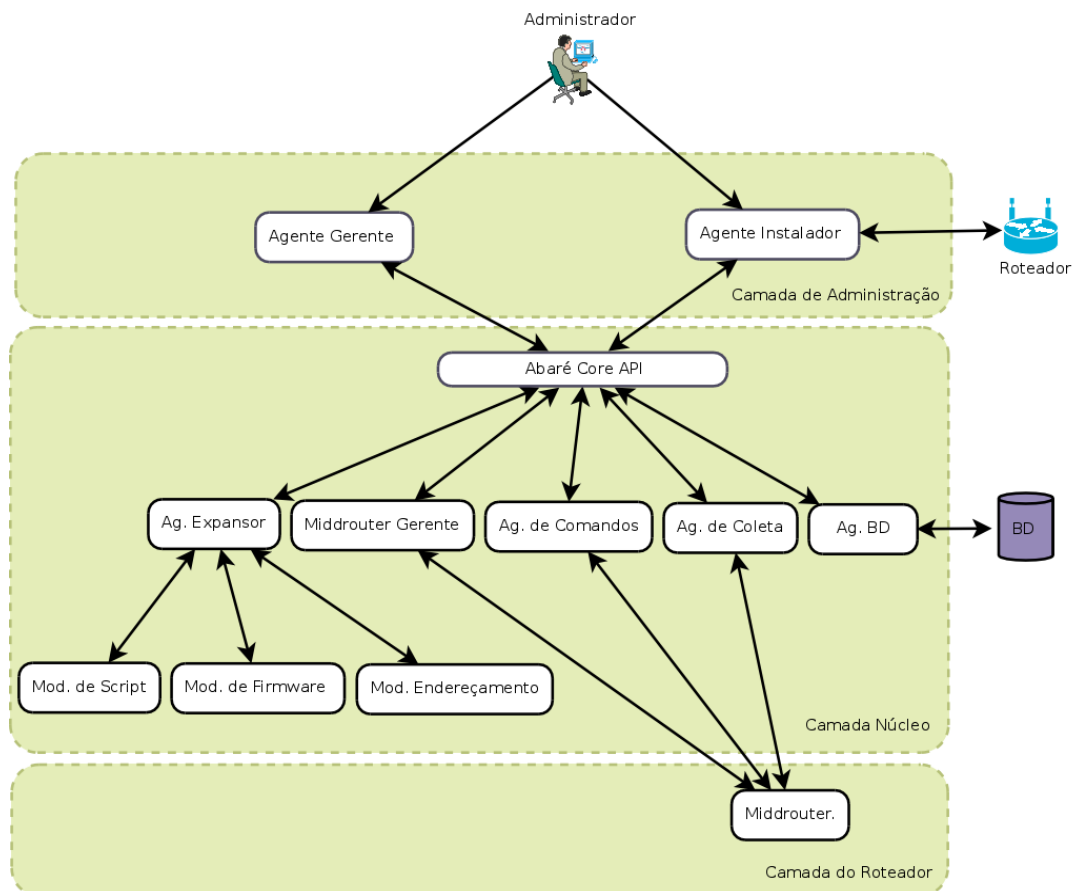 Administrador
Agente Gerente
Agente Instalador
Roteador
Camada de Administração
Abaré Core API
Ag. Expansor
Middrouter Gerente
Ag. de Comandos
Ag. de Coleta
Ag. BD
BD
Mod. de Script
Mod. de Firmware
Mod. Endereçamento
Camada Núcleo
Middrouter.
Camada do Roteador